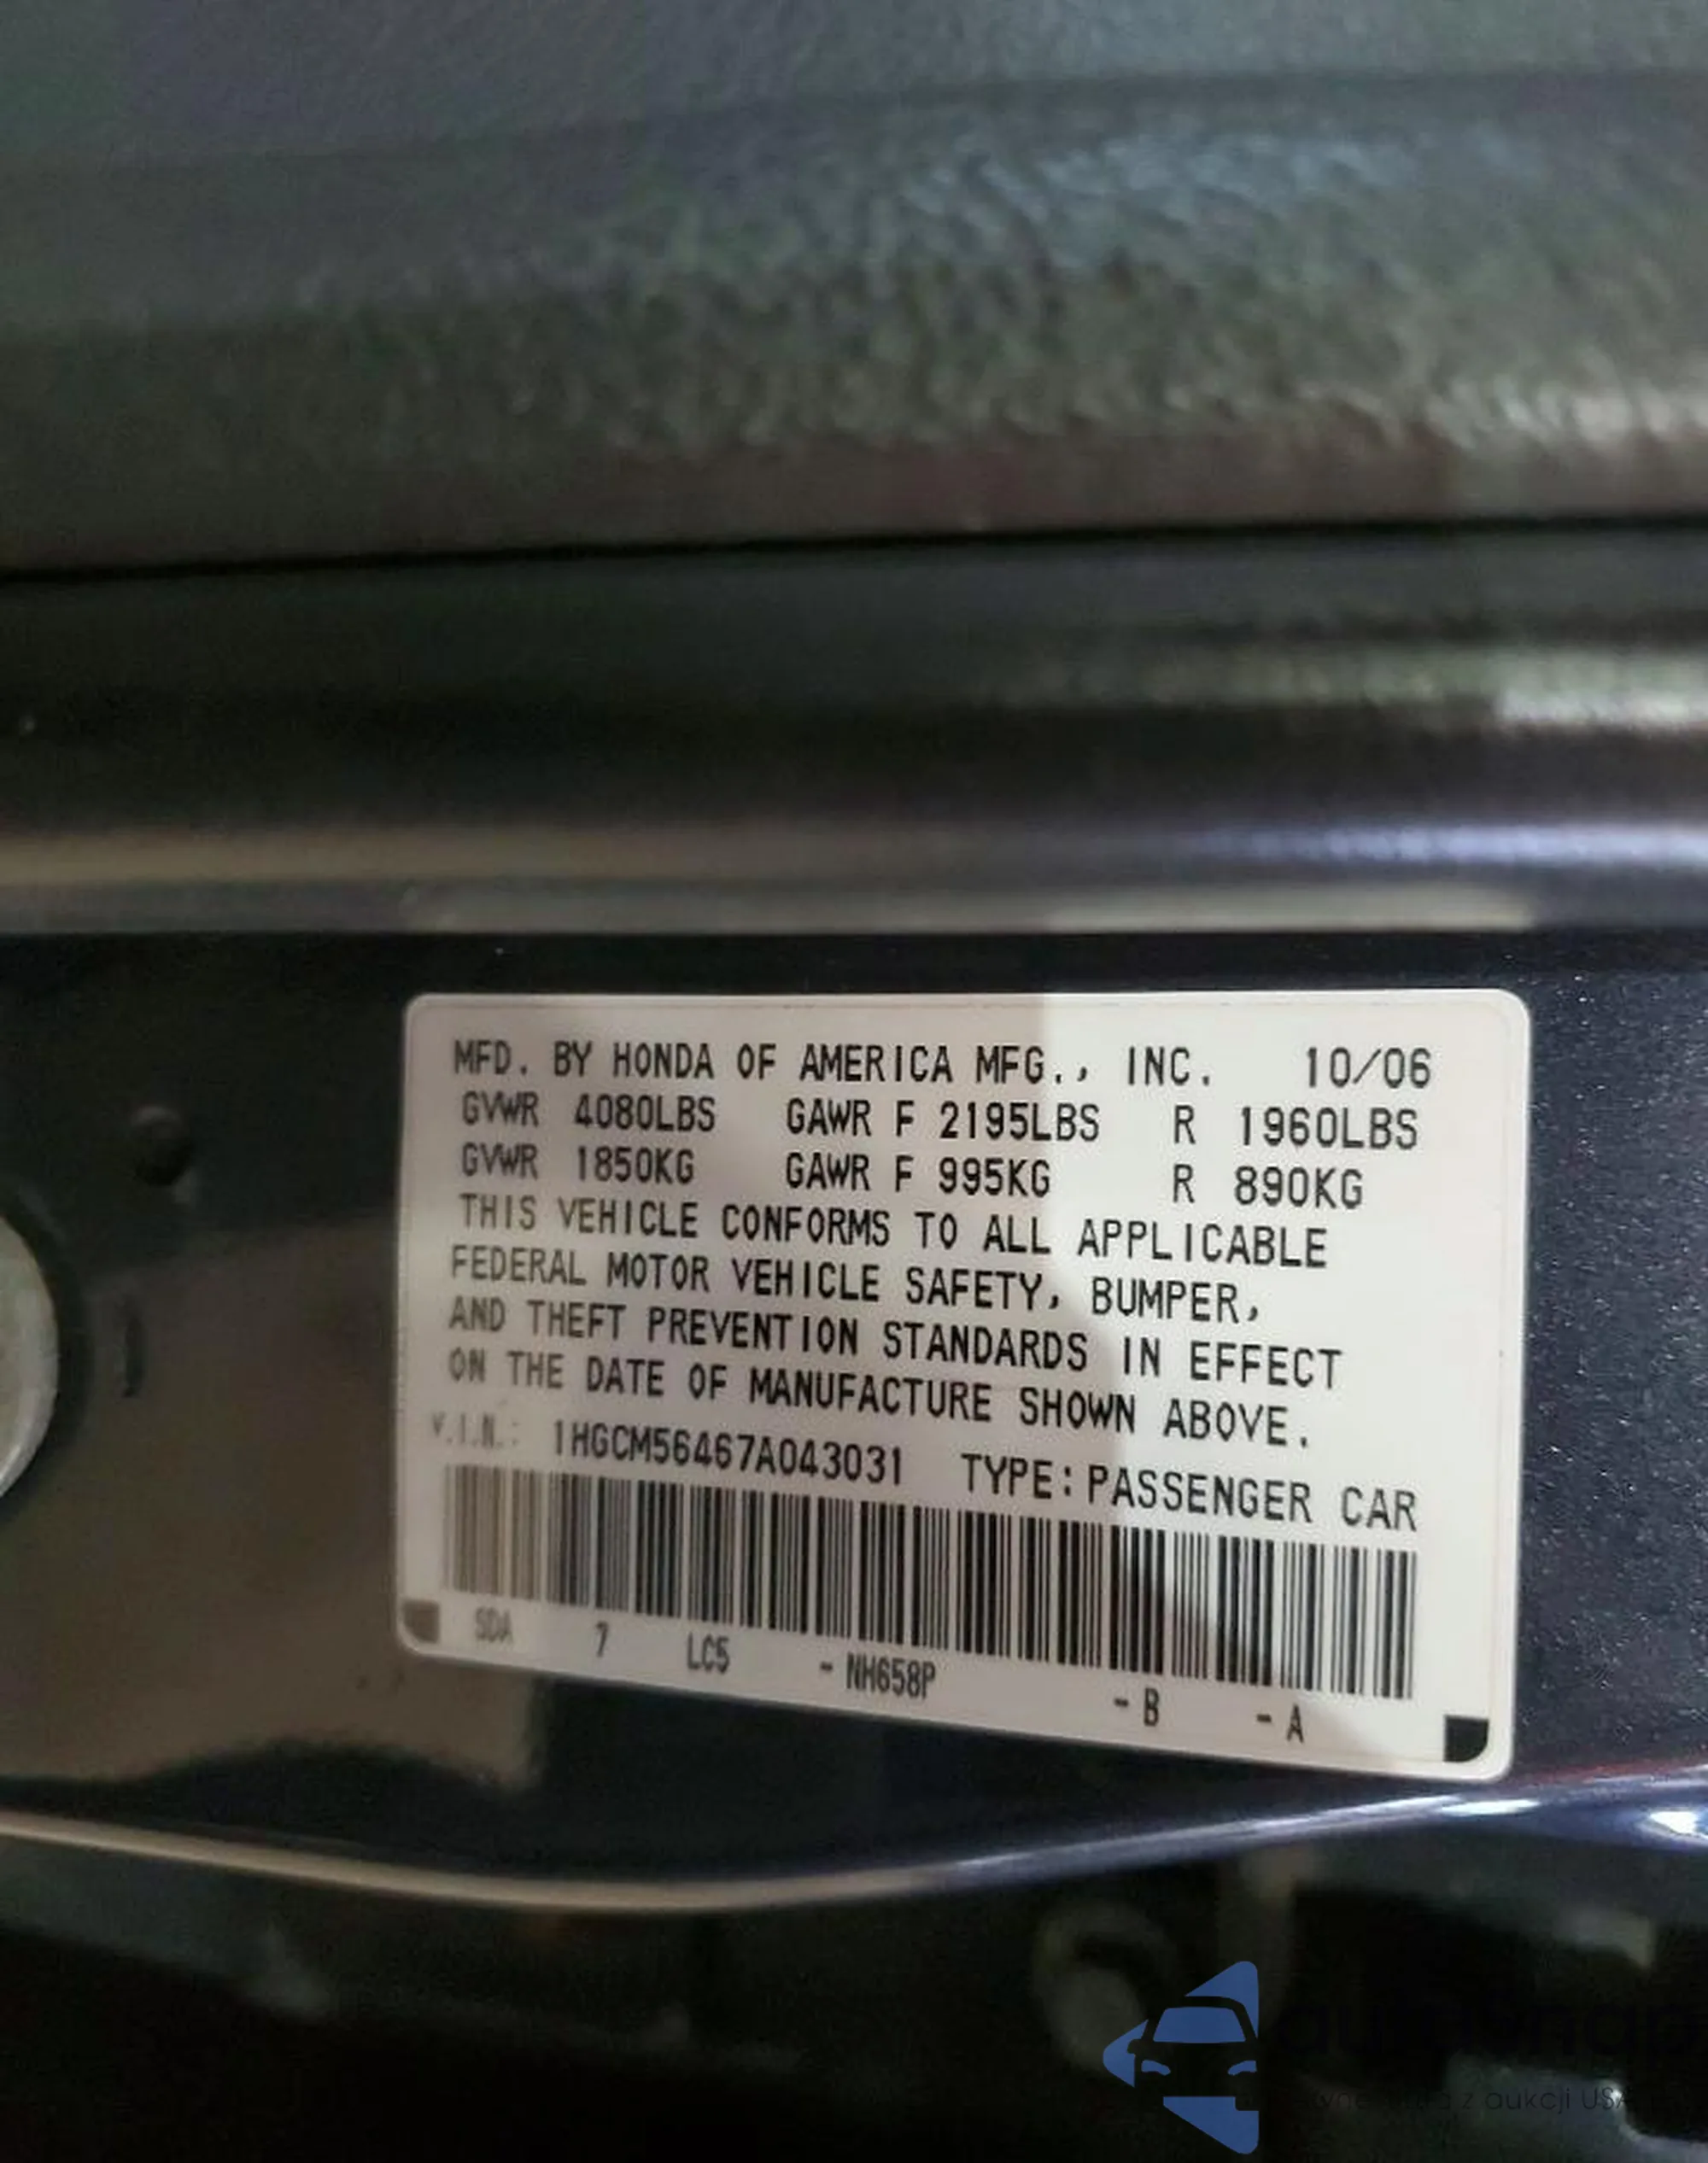 MFD. BY HONDA OF AMERICA MFG., INC. 10/06
GVWR 4080LBS GAWR F 2195LBS R 1960LBS
GVWR 1850KG GAWR F 995KG R 890KG
THIS VEHICLE CONFORMS TO ALL APPLICABLE
FEDERAL MOTOR VEHICLE SAFETY, BUMPER,
AND THEFT PREVENTION STANDARDS IN EFFECT
ON THE DATE OF MANUFACTURE SHOWN ABOVE.
V.I.N.: 1HGCM56467A043031 TYPE: PASSENGER CAR
SDA 7 LC5 - NH658P - B - A
z aukcji USA